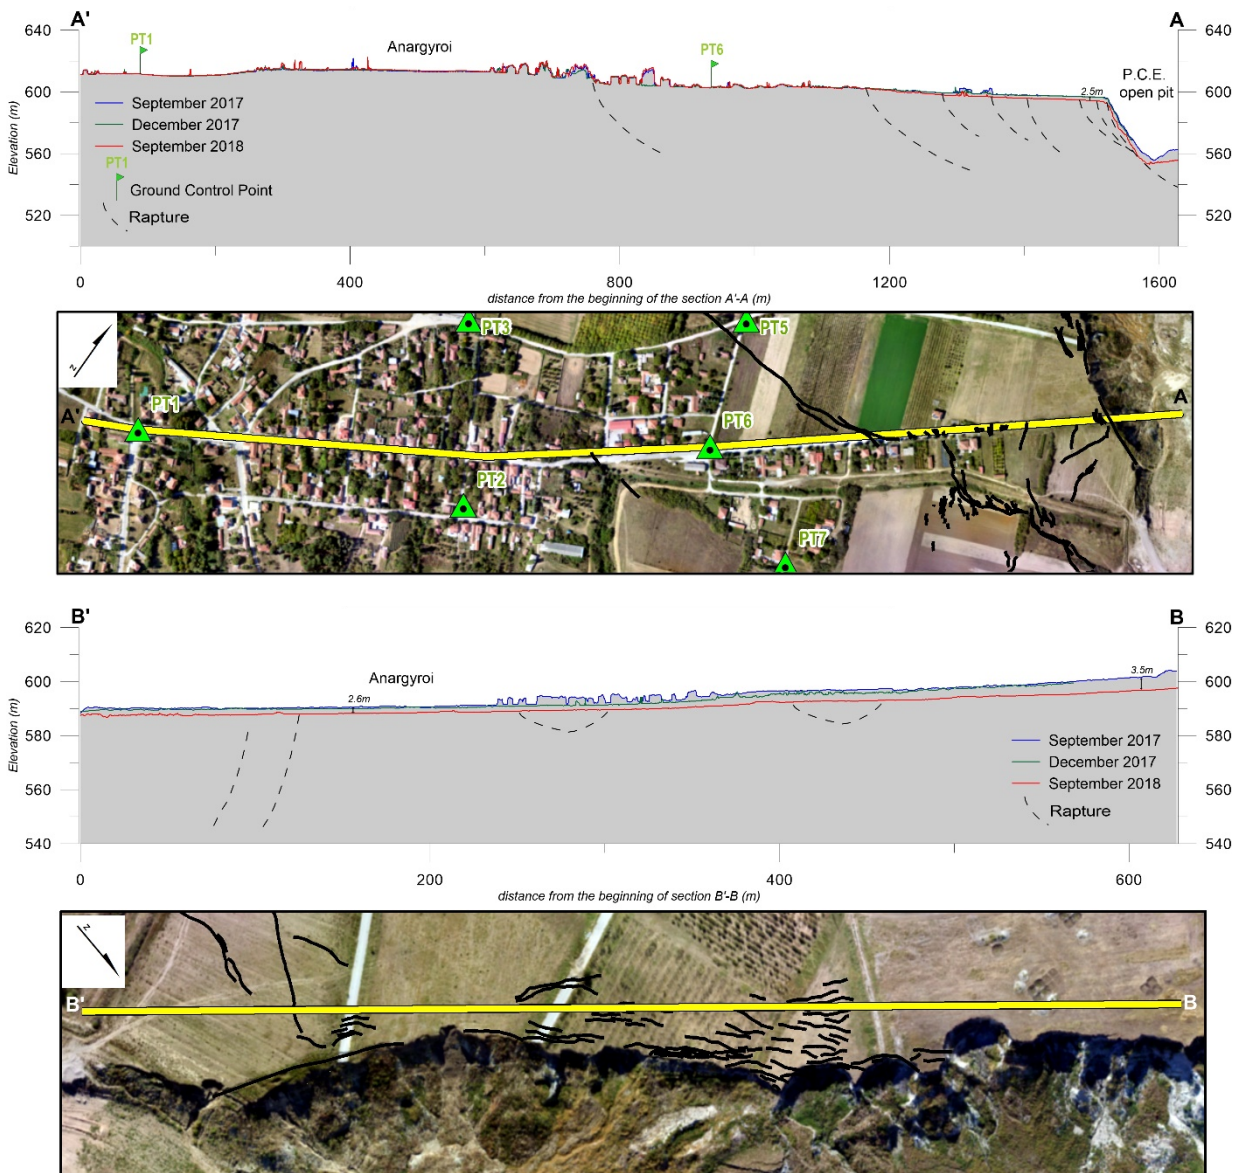 A'
A
640
620
600
580
560
540
520
Elevation (m)
PT1
Anargyroi
PT6
P.C.E.
open pit
2.5m
September 2017
December 2017
September 2018
PT1
Ground Control Point
Rapture
640
600
560
520
0
400
800
1200
1600
distance from the beginning of the section A'-A (m)
z
A'
PT1
PT3
PT2
PT6
PT5
PT7
A
B'
B
620
600
580
560
540
Elevation (m)
Anargyroi
2.6m
3.5m
September 2017
December 2017
September 2018
Rapture
620
600
580
560
540
0
200
400
600
distance from the beginning of section B'-B (m)
z
B'
B